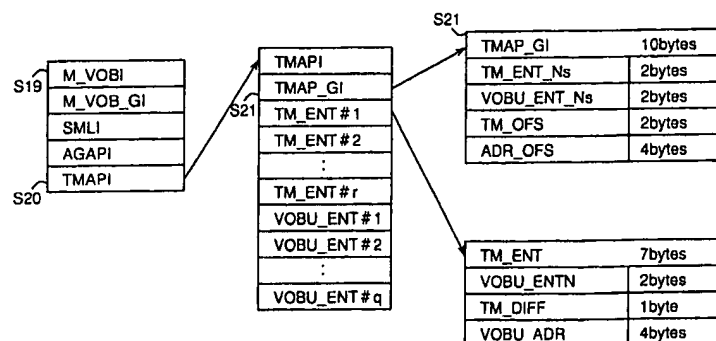 S19
M_VOBI
M_VOB_GI
SMLI
AGAPI
TMAPI
S20
TMAPI
TMAP_GI
S21
TM_ENT#1
TM_ENT#2
:
TM_ENT#r
VOBU_ENT#1
VOBU_ENT#2
:
VOBU_ENT#q
S21
TMAP_GI 10bytes
TM_ENT_Ns 2bytes
VOBU_ENT_Ns 2bytes
TM_OFS 2bytes
ADR_OFS 4bytes
TM_ENT 7bytes
VOBU_ENTN 2bytes
TM_DIFF 1byte
VOBU_ADR 4bytes